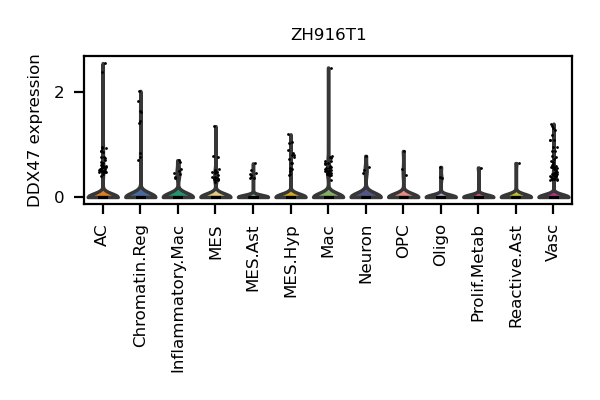 ZH916T1
DDX47 expression
2
0
AC
Chromatin.Reg
Inflammatory.Mac
MES
MES.Ast
MES.Hyp
Mac
Neuron
OPC
Oligo
Prolif.Metab
Reactive.Ast
Vasc